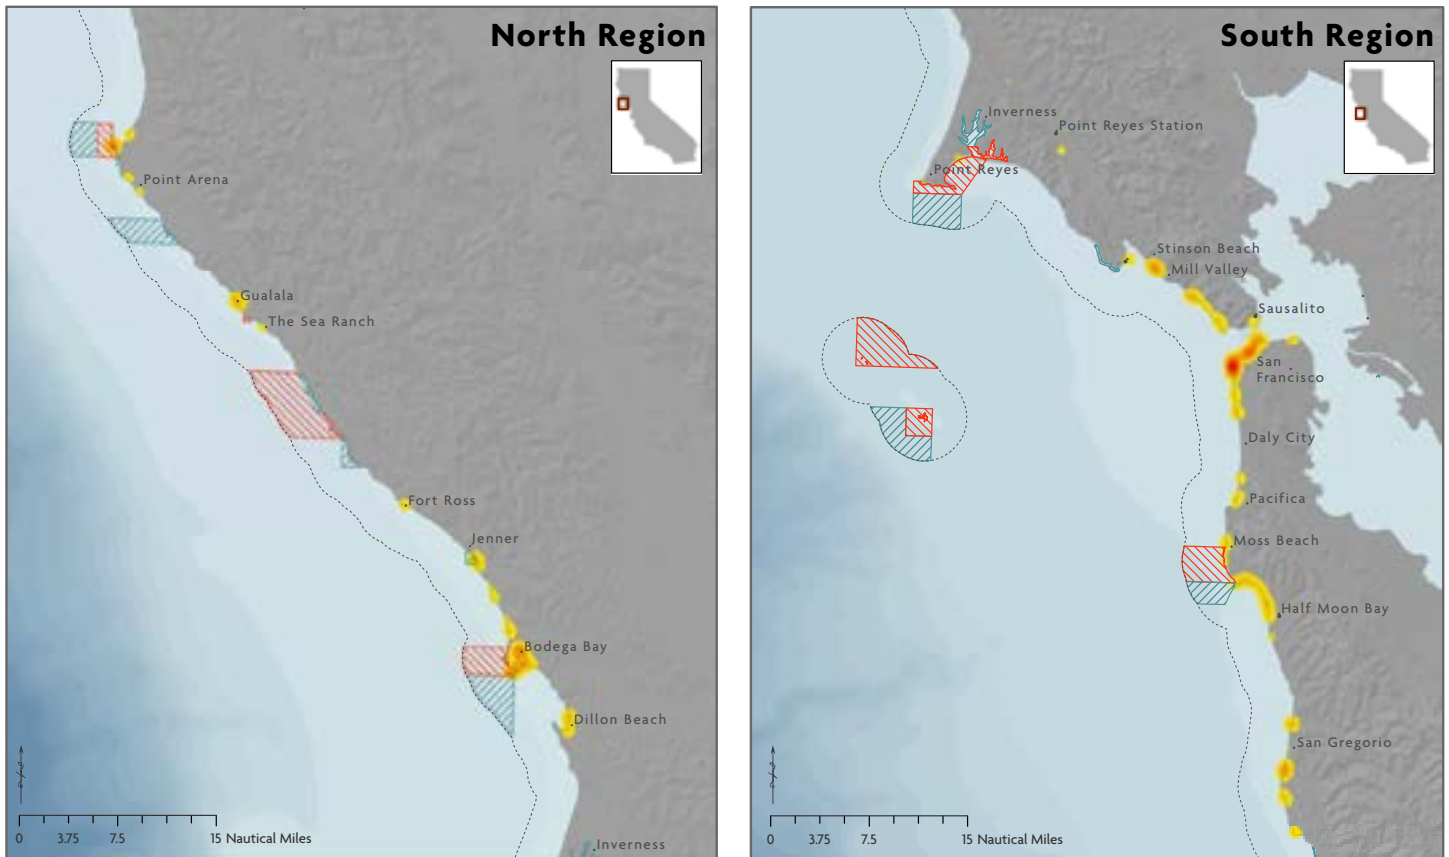 North Region
Point Arena
Gualala
The Sea Ranch
Fort Ross
Jenner
Bodega Bay
Dillon Beach
Inverness
0 3.75 7.5 15 Nautical Miles
South Region
Inverness
Point Reyes Station
Point Reyes
Stinson Beach
Mill Valley
Sausalito
San
Francisco
Daly City
Pacifica
Moss Beach
Half Moon Bay
San Gregorio
0 3.75 7.5 15 Nautical Miles